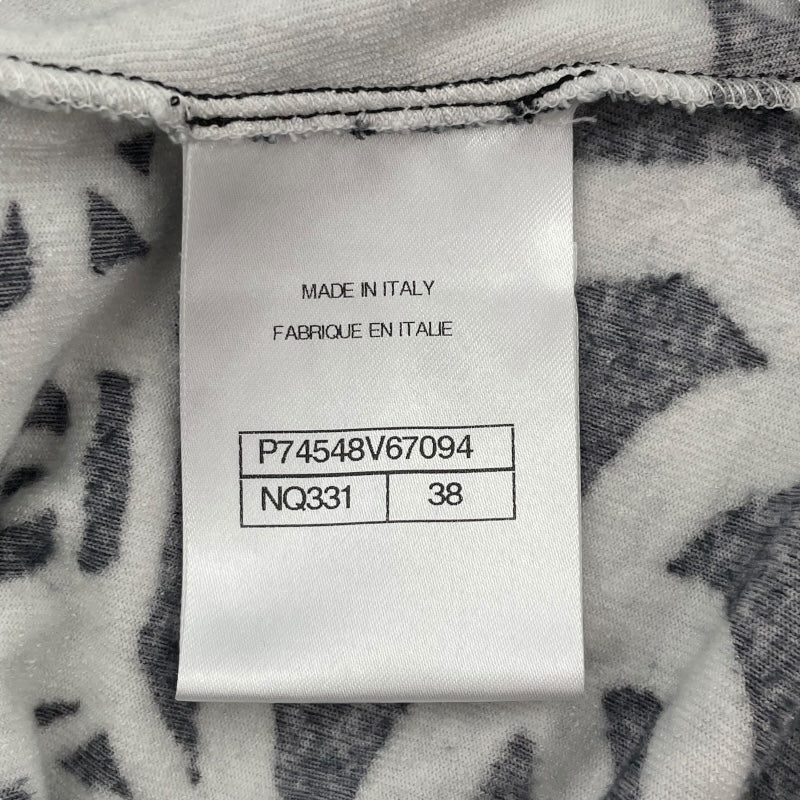 MADE IN ITALY
FABRIQUE EN ITALIE
P74548V67094
NQ331 38